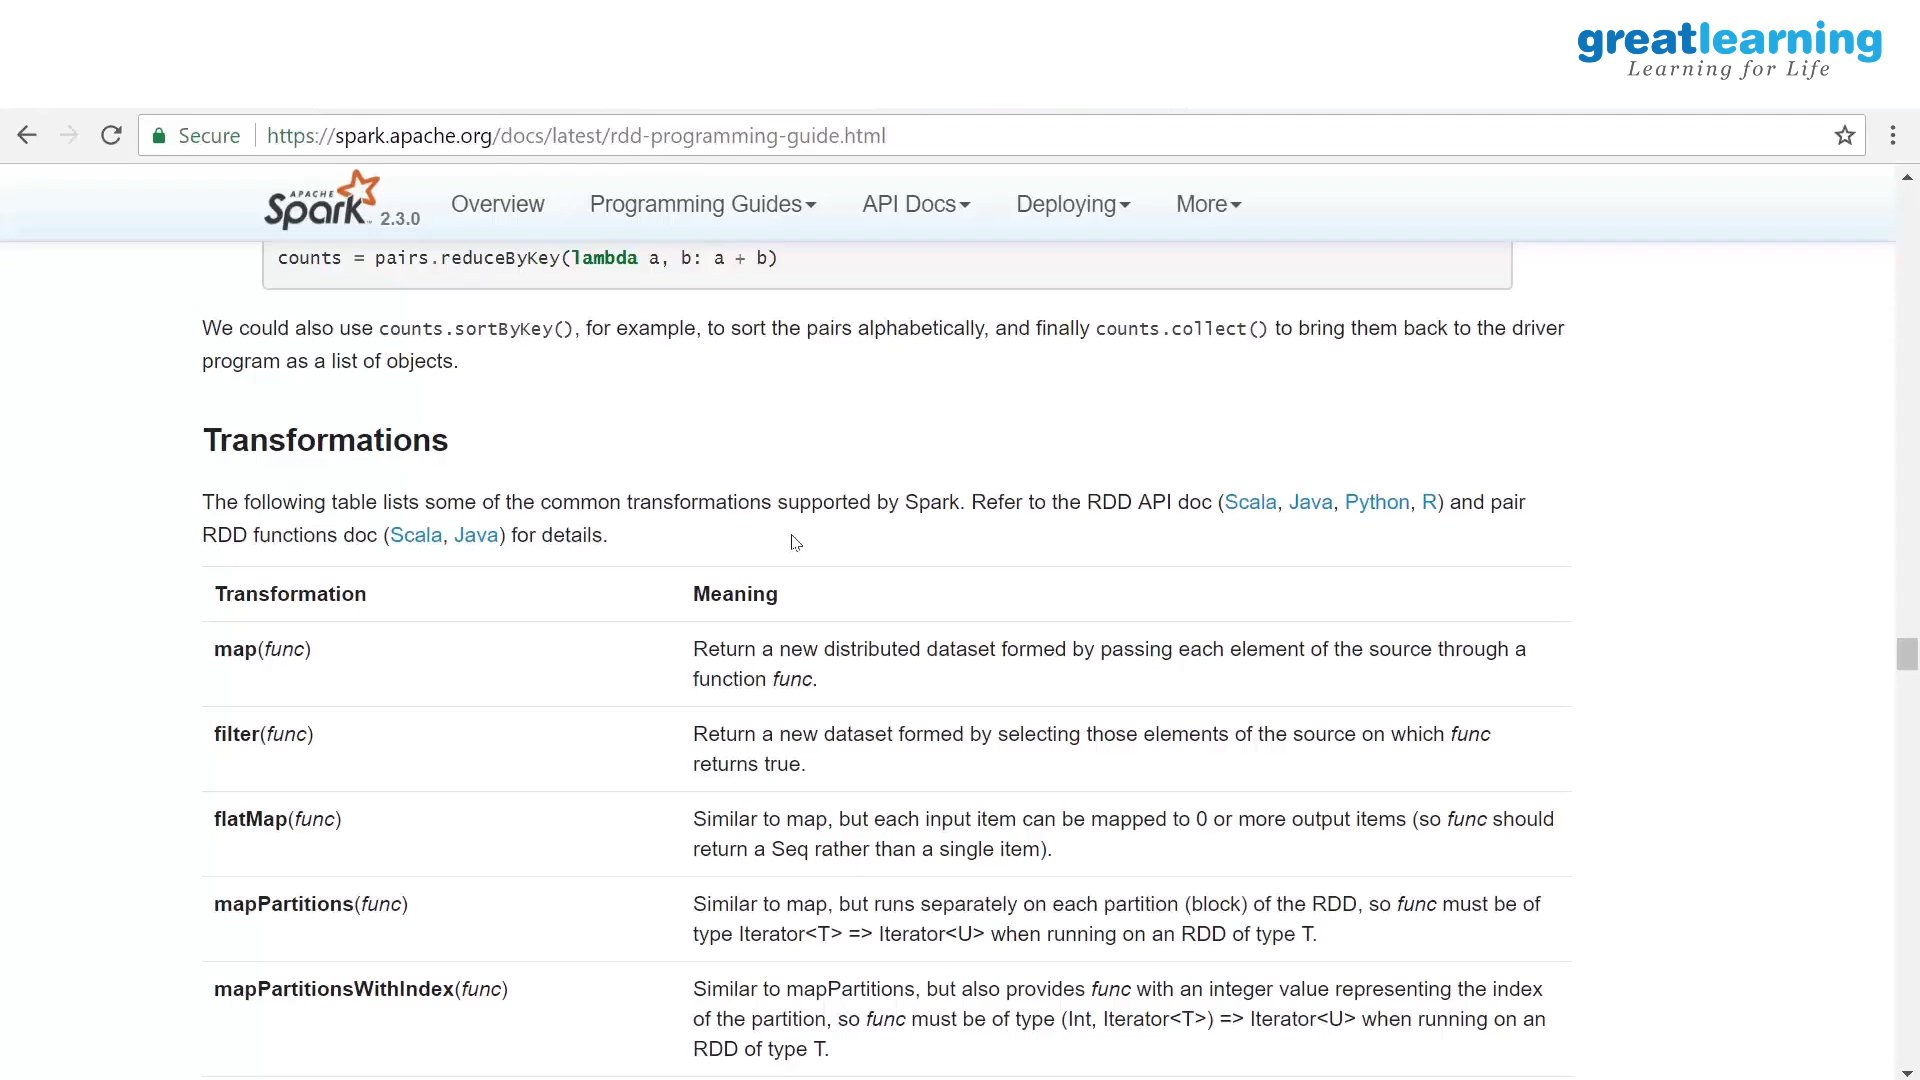 greatlearning
Learning for Life
Secure https://spark.apache.org/docs/latest/rdd-programming-guide.html
APACHE Spark™ 2.3.0 Overview Programming Guides API Docs Deploying More
counts = pairs.reduceByKey(lambda a, b: a + b)
We could also use counts.sortByKey(), for example, to sort the pairs alphabetically, and finally counts.collect() to bring them back to the driver
program as a list of objects.
Transformations
The following table lists some of the common transformations supported by Spark. Refer to the RDD API doc (Scala, Java, Python, R) and pair
RDD functions doc (Scala, Java) for details.
Transformation Meaning
map(func) Return a new distributed dataset formed by passing each element of the source through a
function func.
filter(func) Return a new dataset formed by selecting those elements of the source on which func
returns true.
flatMap(func) Similar to map, but each input item can be mapped to 0 or more output items (so func should
return a Seq rather than a single item).
mapPartitions(func) Similar to map, but runs separately on each partition (block) of the RDD, so func must be of
type Iterator<T> => Iterator<U> when running on an RDD of type T.
mapPartitionsWithIndex(func) Similar to mapPartitions, but also provides func with an integer value representing the index
of the partition, so func must be of type (Int, Iterator<T>) => Iterator<U> when running on an
RDD of type T.